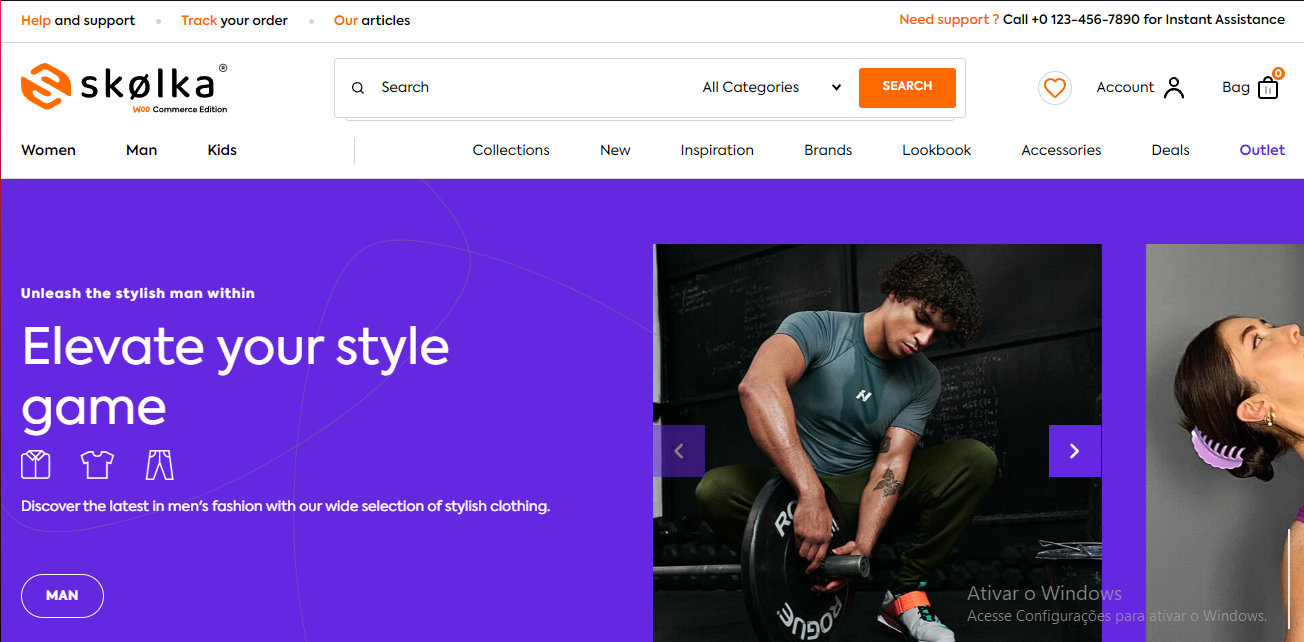 Help and support
Track your order
Our articles
Need support ? Call +0 123-456-7890 for Instant Assistance
skølka®
Woo Commerce Edition
Search
All Categories
SEARCH
Account
Bag
0
Women
Man
Kids
Collections
New
Inspiration
Brands
Lookbook
Accessories
Deals
Outlet
Unleash the stylish man within
Elevate your style
game
Discover the latest in men's fashion with our wide selection of stylish clothing.
MAN
ROGUE
Ativar o Windows
Acesse Configurações para ativar o Windows.